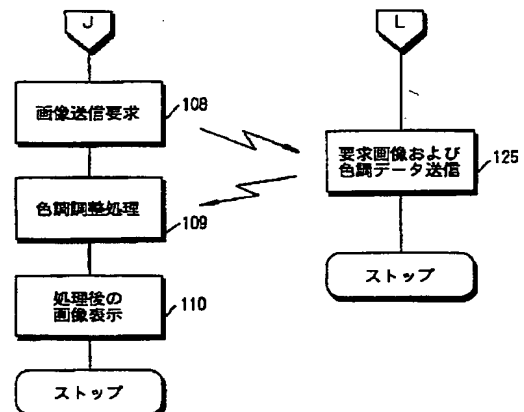 J
画像送信要求
108
色調調整処理
109
処理後の
画像表示
110
ストップ
L
要求画像および
色調データ送信
125
ストップ